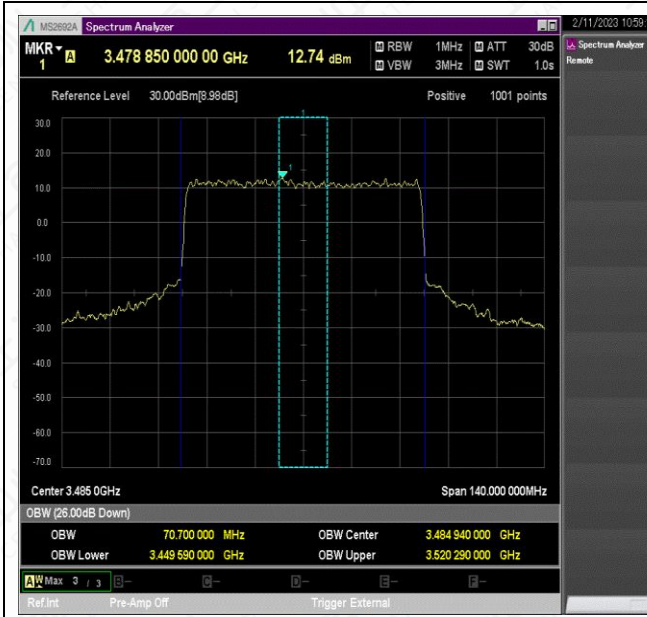 MS2692A Spectrum Analyzer 2/11/2023 10:59:
MKR A 3.478 850 000 00 GHz 12.74 dBm M RBW 1MHz M ATT 30dB
1 M VBW 3MHz M SWT 1.0s
Spectrum Analyzer
Remote
Reference Level 30.00dBm[8.98dB] Positive 1001 points
30.0
20.0
1
10.0
0.0
-10.0
-20.0
-30.0
-40.0
-50.0
-60.0
-70.0
Center 3.485 0GHz Span 140.000 000MHz
OBW (26.00dB Down)
OBW 70.700 000 MHz OBW Center 3.484 940 000 GHz
OBW Lower 3.449 590 000 GHz OBW Upper 3.520 290 000 GHz
A W Max 3 / 3 B- C- D- E- F-
Ref.Int Pre-Amp Off Trigger External